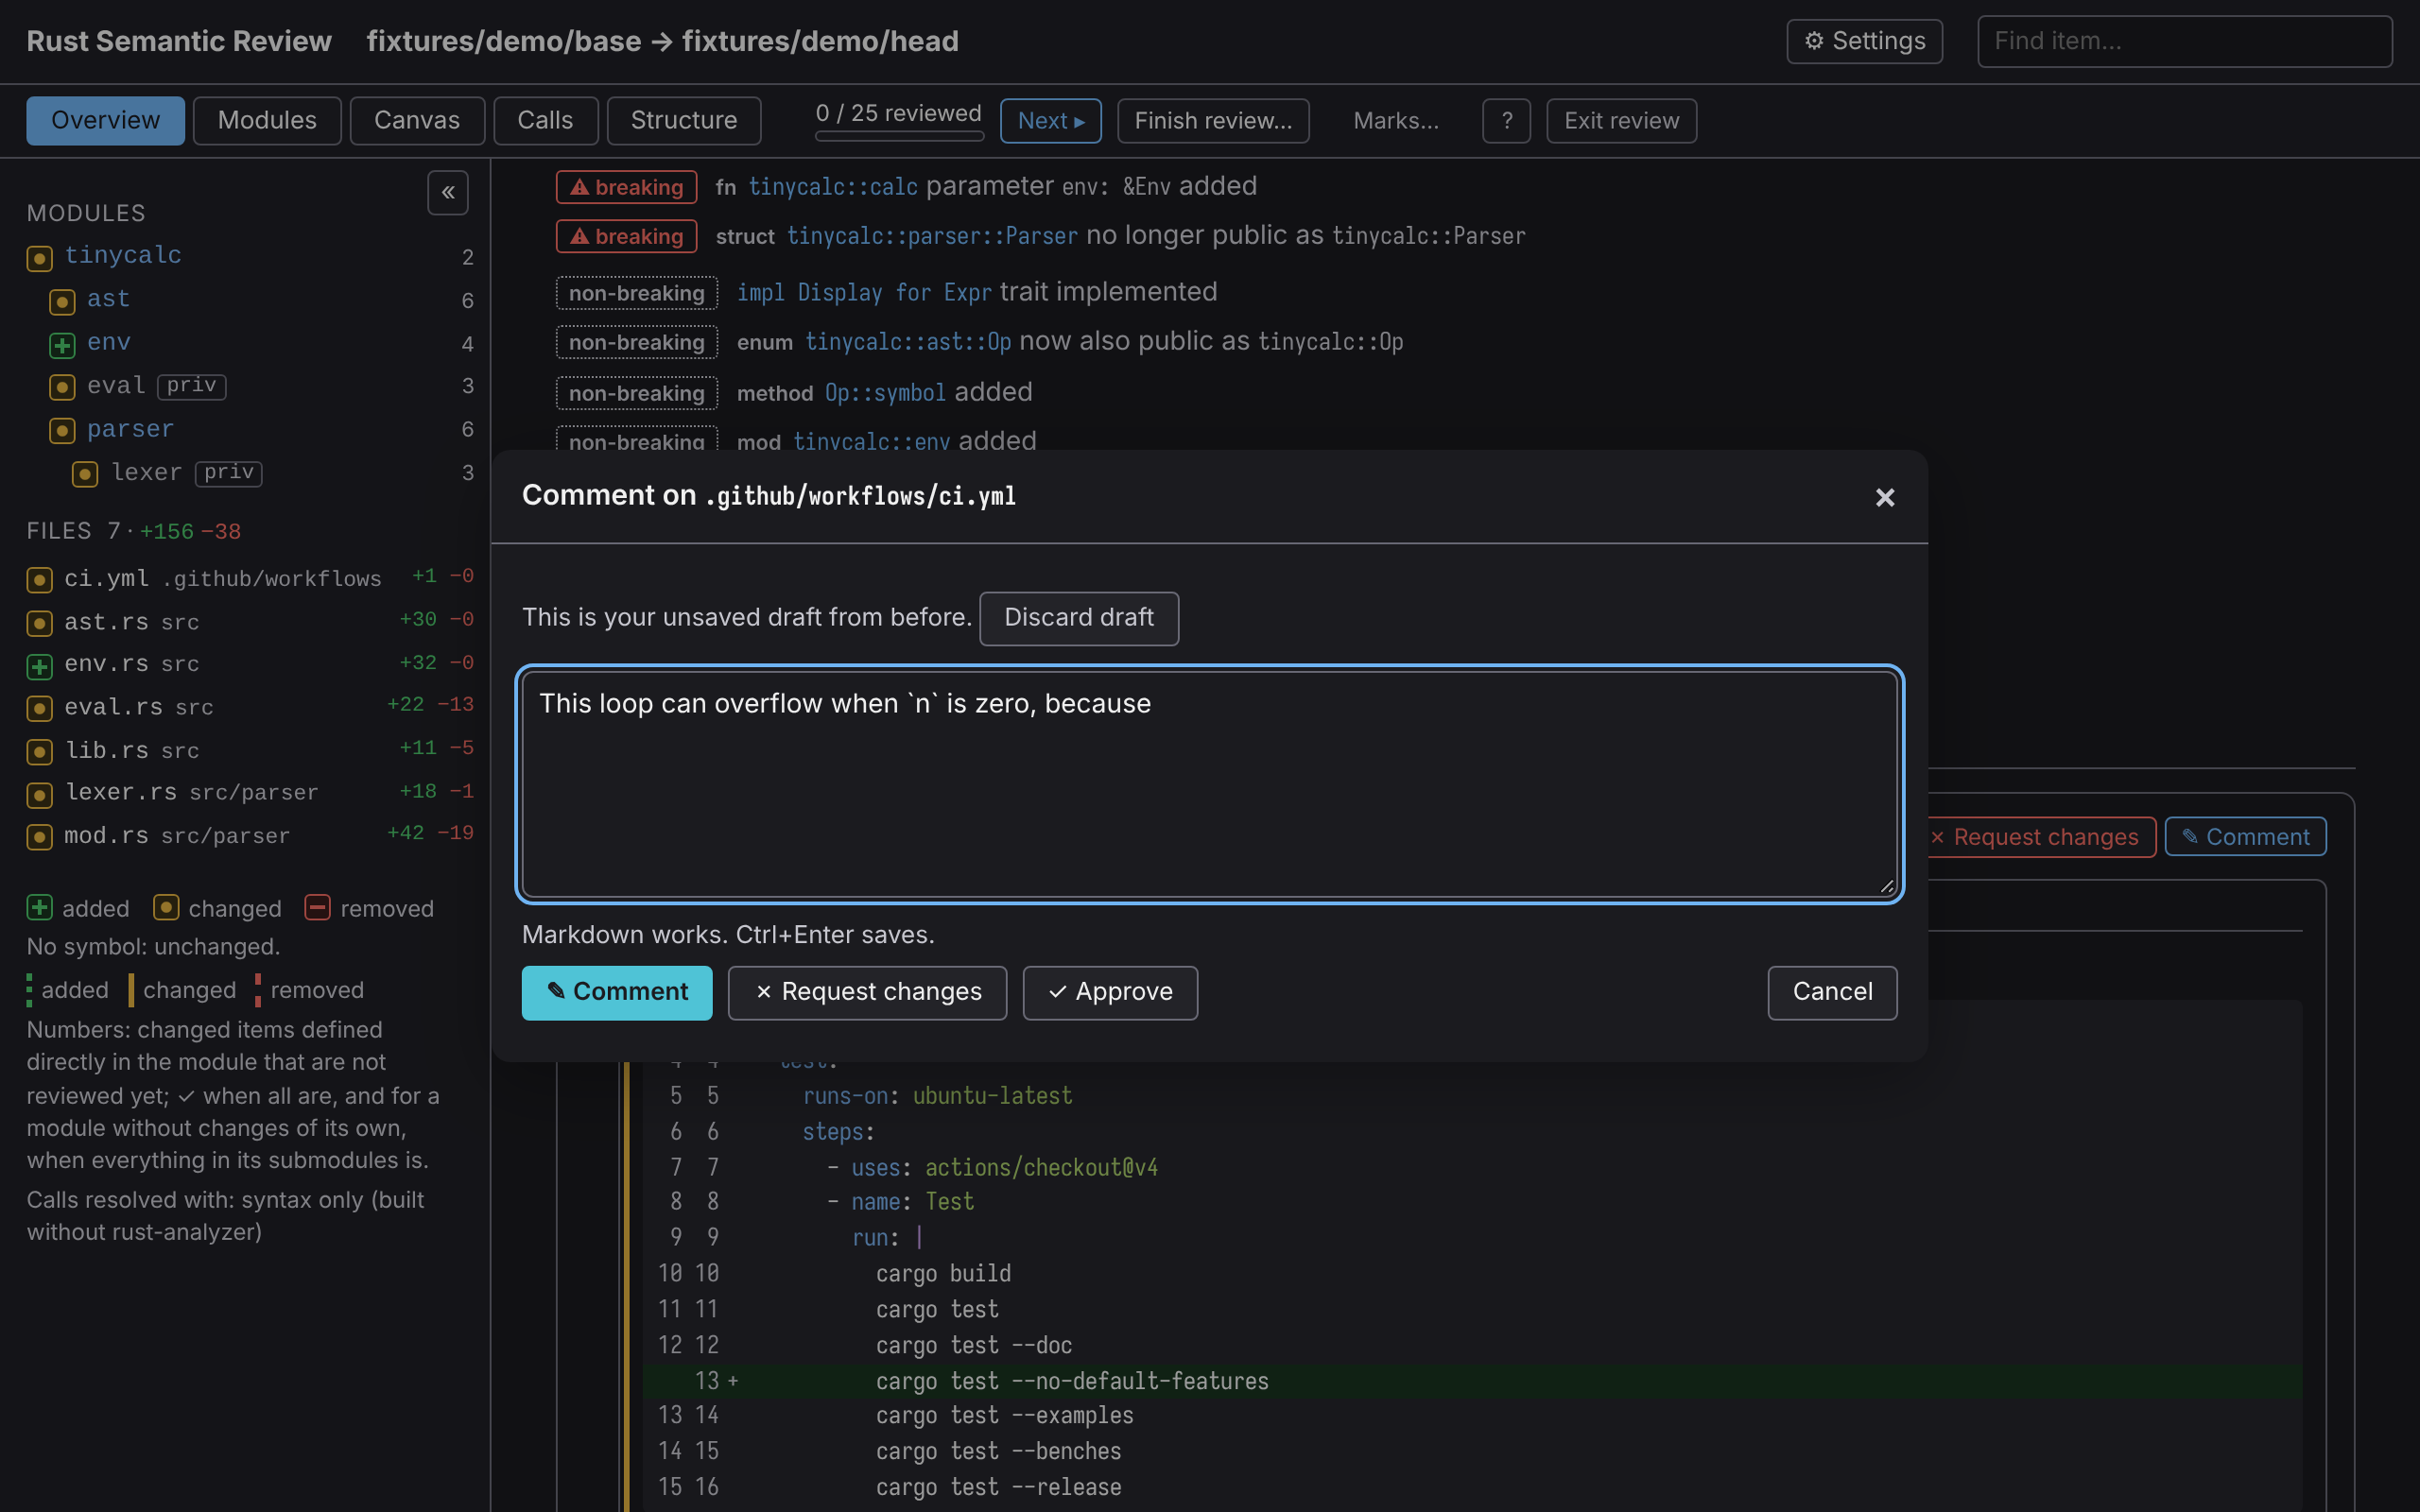 Rust Semantic Review fixtures/demo/base → fixtures/demo/head ⚙ Settings Find item...
Overview Modules Canvas Calls Structure 0 / 25 reviewed Next ▸ Finish review... Marks... ? Exit review
«
MODULES
tinycalc 2
ast 6
env 4
eval priv 3
parser 6
lexer priv 3
FILES 7 · +156 −38
ci.yml .github/workflows +1 −0
ast.rs src +30 −0
env.rs src +32 −0
eval.rs src +22 −13
lib.rs src +11 −5
lexer.rs src/parser +18 −1
mod.rs src/parser +42 −19
added changed removed
No symbol: unchanged.
added changed removed
Numbers: changed items defined
directly in the module that are not
reviewed yet; ✓ when all are, and for a
module without changes of its own,
when everything in its submodules is.
Calls resolved with: syntax only (built
without rust-analyzer)
⚠ breaking fn tinycalc::calc parameter env: &Env added
⚠ breaking struct tinycalc::parser::Parser no longer public as tinycalc::Parser
non-breaking impl Display for Expr trait implemented
non-breaking enum tinycalc::ast::Op now also public as tinycalc::Op
non-breaking method Op::symbol added
non-breaking mod tinycalc::env added
Comment on .github/workflows/ci.yml ×
This is your unsaved draft from before. Discard draft
This loop can overflow when `n` is zero, because
Markdown works. Ctrl+Enter saves.
✎ Comment × Request changes ✓ Approve Cancel
× Request changes ✎ Comment
4 4 test:
5 5 runs-on: ubuntu-latest
6 6 steps:
7 7 - uses: actions/checkout@v4
8 8 - name: Test
9 9 run: |
10 10 cargo build
11 11 cargo test
12 12 cargo test --doc
13 + cargo test --no-default-features
13 14 cargo test --examples
14 15 cargo test --benches
15 16 cargo test --release